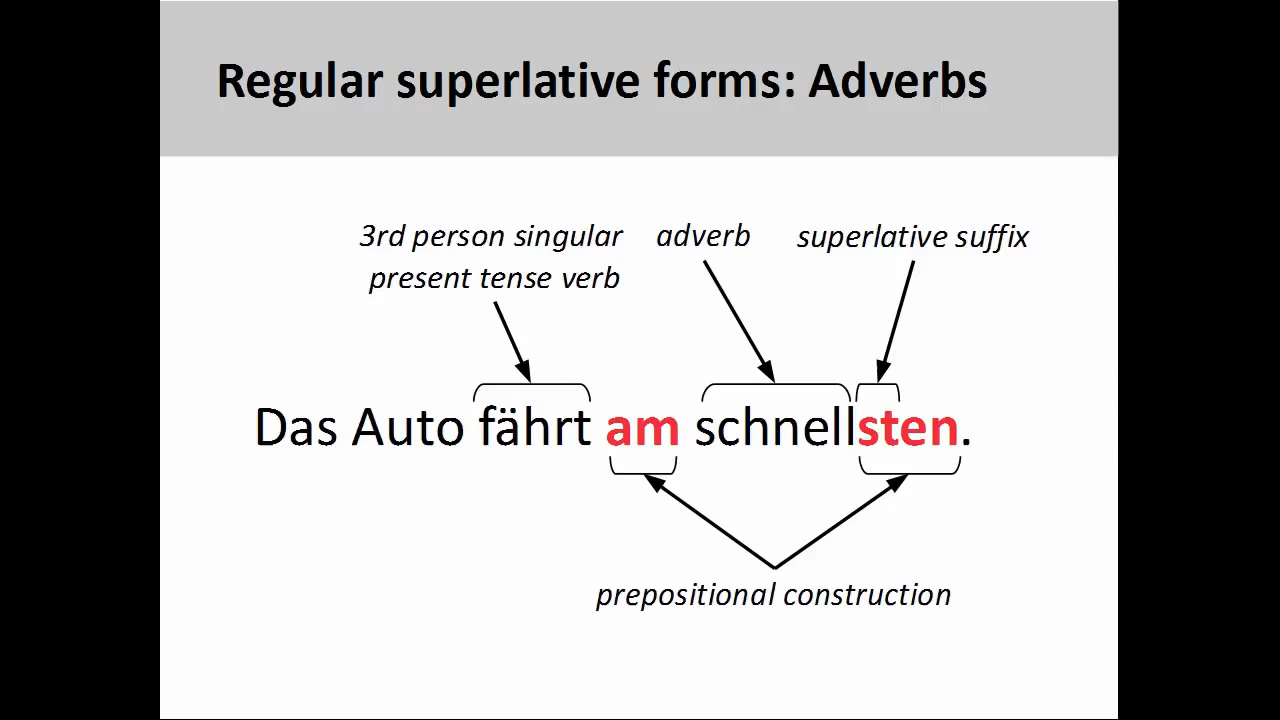 Regular superlative forms: Adverbs
3rd person singular
present tense verb
adverb
superlative suffix
Das Auto fährt am schnellsten.
prepositional construction